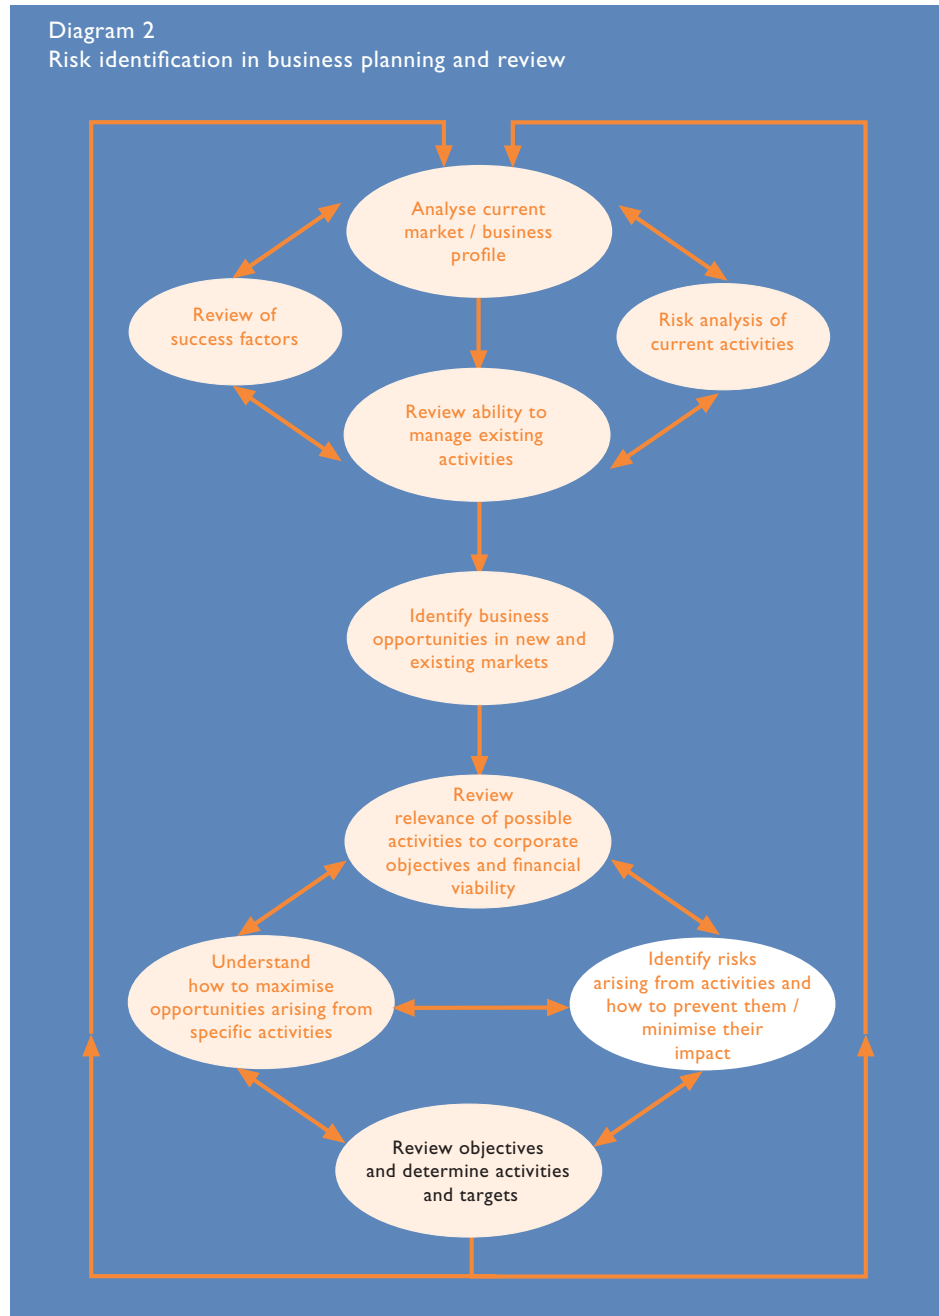 Diagram 2
Risk identification in business planning and review
Analyse current
market / business
profile
Review of
success factors
Risk analysis of
current activities
Review ability to
manage existing
activities
Identify business
opportunities in new and
existing markets
Review
relevance of possible
activities to corporate
objectives and financial
viability
Understand
how to maximise
opportunities arising from
specific activities
Identify risks
arising from activities and
how to prevent them /
minimise their
impact
Review objectives
and determine activities
and targets